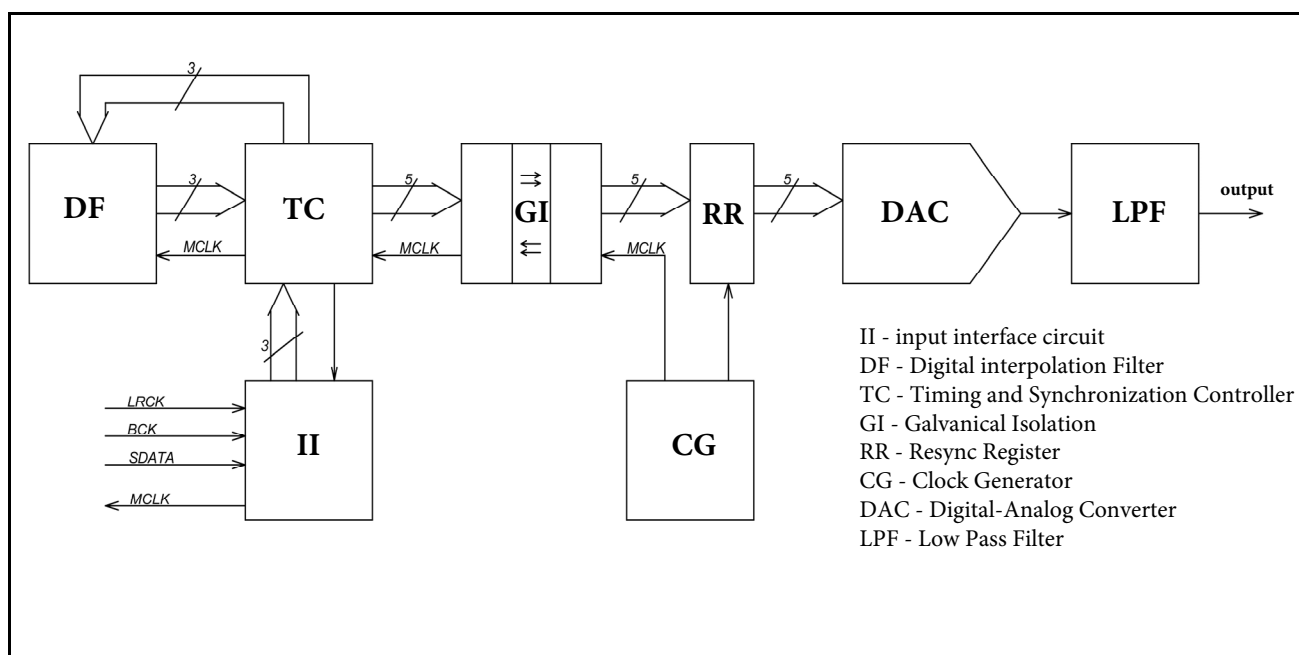 3
DF
3
TC
5
GI
5
RR
5
DAC
LPF
output
MCLK
MCLK
MCLK
3
LRCK
BCK
SDATA
MCLK
II
CG
II - input interface circuit
DF - Digital interpolation Filter
TC - Timing and Synchronization Controller
GI - Galvanical Isolation
RR - Resync Register
CG - Clock Generator
DAC - Digital-Analog Converter
LPF - Low Pass Filter